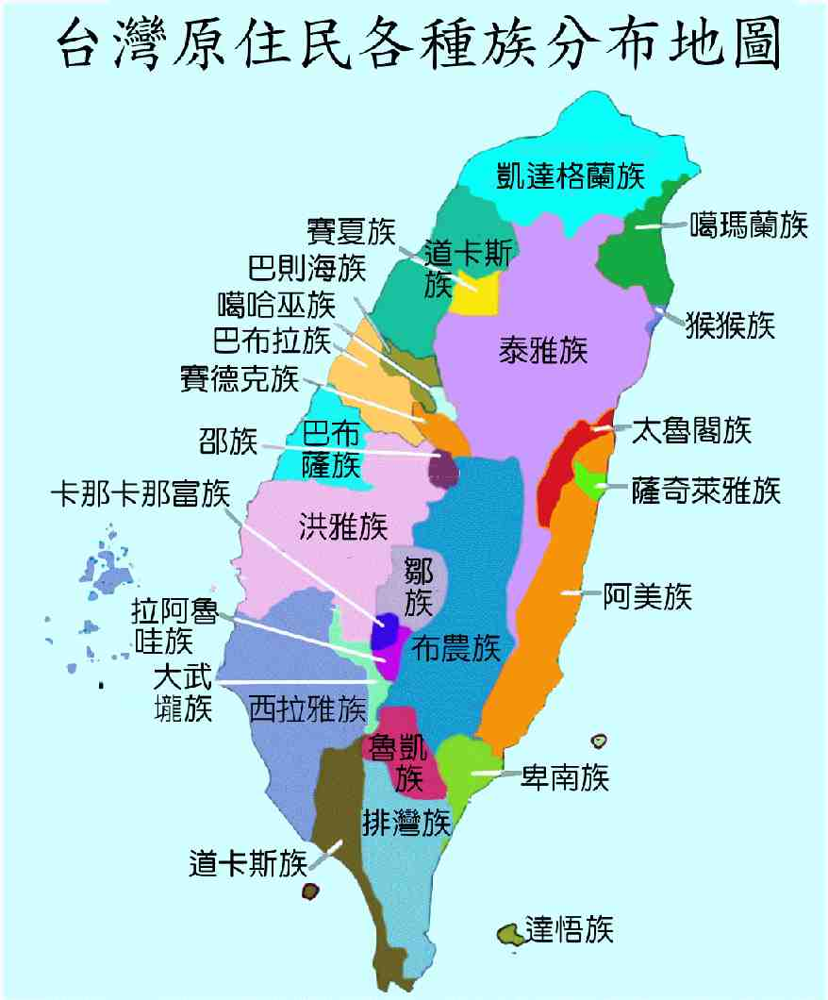 台灣原住民各種族分布地圖
凱達格蘭族
噶瑪蘭族
賽夏族
道卡斯
族
巴則海族
噶哈巫族
猴猴族
巴布拉族
泰雅族
賽德克族
太魯閣族
邵族
巴布
薩族
卡那卡那富族
薩奇萊雅族
洪雅族
鄒
族
阿美族
拉阿魯
哇族
布農族
大武
壠族
西拉雅族
魯凱
族
卑南族
排灣族
道卡斯族
達悟族